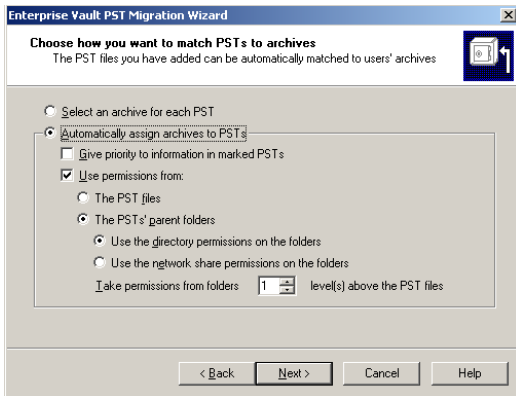 Enterprise Vault PST Migration Wizard
Choose how you want to match PSTs to archives
The PST files you have added can be automatically matched to users' archives
Select an archive for each PST
Automatically assign archives to PSTs
Give priority to information in marked PSTs
Use permissions from:
The PST files
The PSTs' parent folders
Use the directory permissions on the folders
Use the network share permissions on the folders
Take permissions from folders 1 level(s) above the PST files
< Back Next > Cancel Help